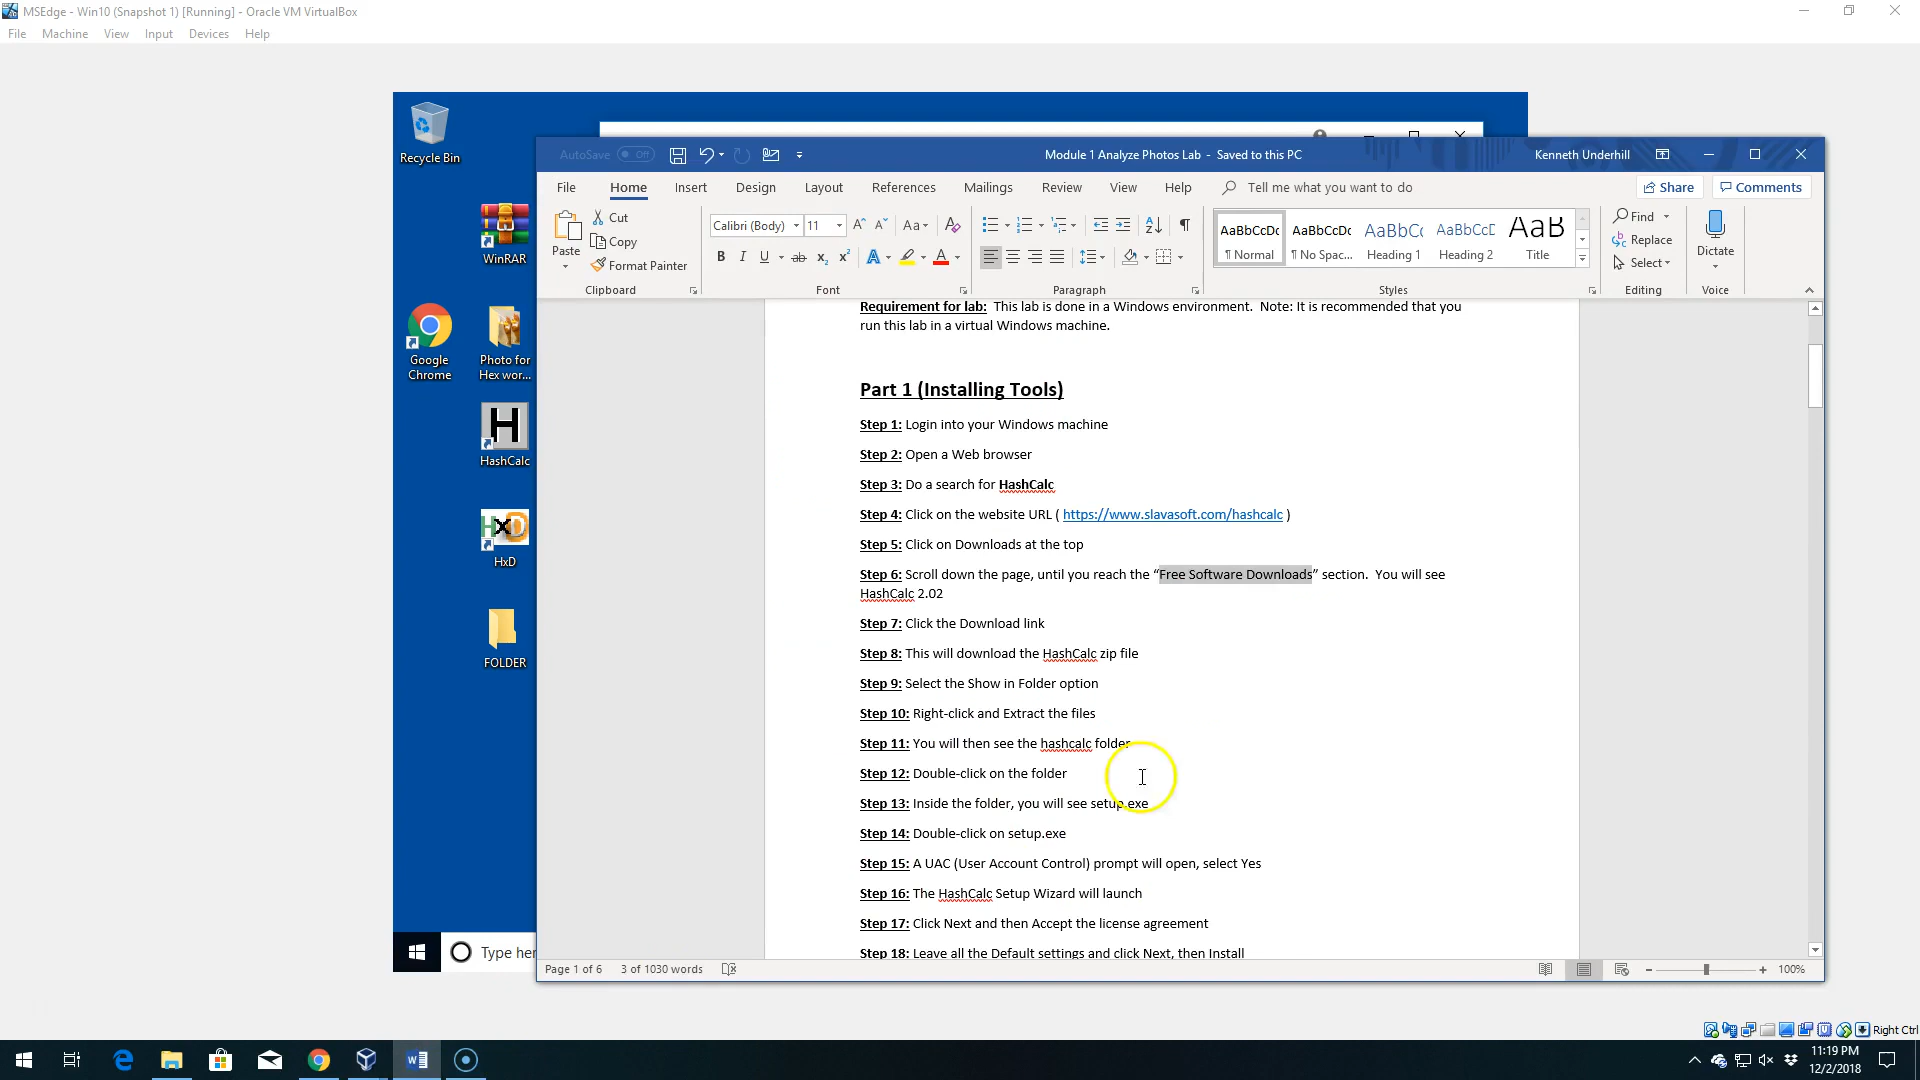 MSEdge - Win10 (Snapshot 1) [Running] - Oracle VM VirtualBox
File Machine View Input Devices Help
Recycle Bin
WinRAR
Google Chrome
Photo for Hex wor...
HashCalc
HxD
FOLDER
Type her
AutoSave Off
Module 1 Analyze Photos Lab - Saved to this PC
Kenneth Underhill
File Home Insert Design Layout References Mailings Review View Help Tell me what you want to do Share Comments
Paste Cut Copy Format Painter
Calibri (Body) 11
AaBbCcDc AaBbCcDc AaBbCc AaBbCcD AaB
¶ Normal ¶ No Spac... Heading 1 Heading 2 Title
Find Replace Select
Dictate
Clipboard Font Paragraph Styles Editing Voice
Requirement for lab: This lab is done in a Windows environment. Note: It is recommended that you
run this lab in a virtual Windows machine.
Part 1 (Installing Tools)
Step 1: Login into your Windows machine
Step 2: Open a Web browser
Step 3: Do a search for HashCalc
Step 4: Click on the website URL ( https://www.slavasoft.com/hashcalc )
Step 5: Click on Downloads at the top
Step 6: Scroll down the page, until you reach the “Free Software Downloads” section. You will see
HashCalc 2.02
Step 7: Click the Download link
Step 8: This will download the HashCalc zip file
Step 9: Select the Show in Folder option
Step 10: Right-click and Extract the files
Step 11: You will then see the hashcalc folder
Step 12: Double-click on the folder
Step 13: Inside the folder, you will see setup.exe
Step 14: Double-click on setup.exe
Step 15: A UAC (User Account Control) prompt will open, select Yes
Step 16: The HashCalc Setup Wizard will launch
Step 17: Click Next and then Accept the license agreement
Step 18: Leave all the Default settings and click Next, then Install
Page 1 of 6 3 of 1030 words
100%
Right Ctrl
11:19 PM
12/2/2018